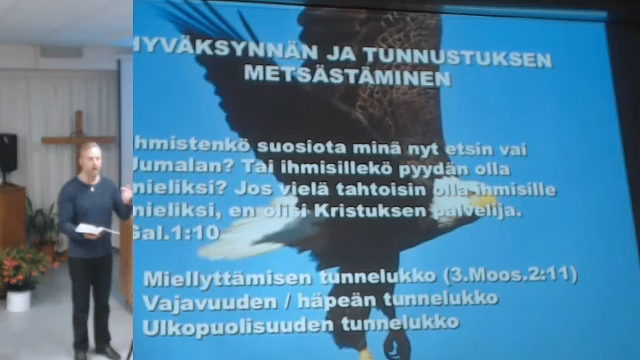 HYVÄKSYNNÄN JA TUNNUSTUKSEN
METSÄSTÄMINEN
hmistenkö suosiota minä nyt etsin vai
Jumalan? Tai ihmisillekö pyydän olla
mieliksi? Jos vielä tahtoisin olla ihmisille
mieliksi, en olisi Kristuksen palvelija.
Gal.1:10
Miellyttämisen tunnelukko (3.Moos.2:11)
Vajavuuden / häpeän tunnelukko
Ulkopuolisuuden tunnelukko